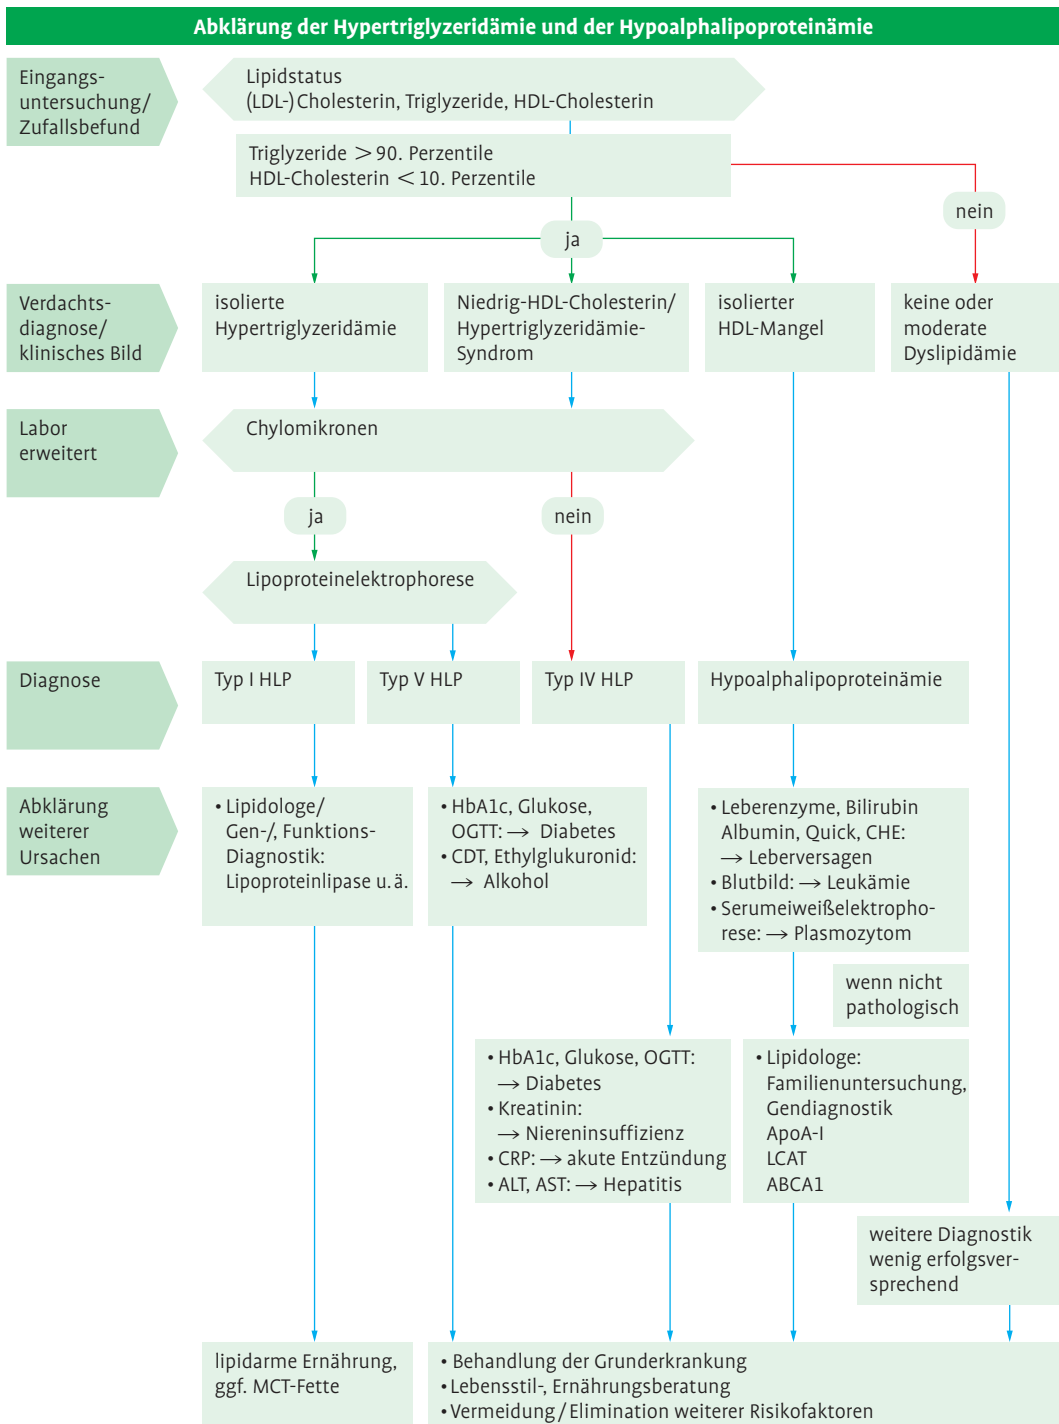 Abklärung der Hypertriglyzeridämie und der Hypoalphalipoproteinämie
Eingangs-
untersuchung/
Zufallsbefund
Lipidstatus
(LDL-)Cholesterin, Triglyzeride, HDL-Cholesterin
Triglyzeride > 90. Perzentile
HDL-Cholesterin < 10. Perzentile
nein
ja
Verdachts-
diagnose/
klinisches Bild
isolierte
Hypertriglyzeridämie
Niedrig-HDL-Cholesterin/
Hypertriglyzeridämie-
Syndrom
isolierter
HDL-Mangel
keine oder
moderate
Dyslipidämie
Labor
erweitert
Chylomikronen
ja
nein
Lipoproteinelektrophorese
Diagnose
Typ I HLP
Typ V HLP
Typ IV HLP
Hypoalphalipoproteinämie
Abklärung
weiterer
Ursachen
• Lipidologe/
Gen-/, Funktions-
Diagnostik:
Lipoproteinlipase u. ä.
• HbA1c, Glukose,
OGTT: → Diabetes
• CDT, Ethylglukuronid:
→ Alkohol
• Leberenzyme, Bilirubin
Albumin, Quick, CHE:
→ Leberversagen
• Blutbild: → Leukämie
• Serumeiweißelektropho-
rese: → Plasmozytom
wenn nicht
pathologisch
• HbA1c, Glukose, OGTT:
→ Diabetes
• Kreatinin:
→ Niereninsuffizienz
• CRP: → akute Entzündung
• ALT, AST: → Hepatitis
• Lipidologe:
Familienuntersuchung,
Gendiagnostik
ApoA-I
LCAT
ABCA1
weitere Diagnostik
wenig erfolgsver-
sprechend
lipidarme Ernährung,
ggf. MCT-Fette
• Behandlung der Grunderkrankung
• Lebensstil-, Ernährungsberatung
• Vermeidung/Elimination weiterer Risikofaktoren